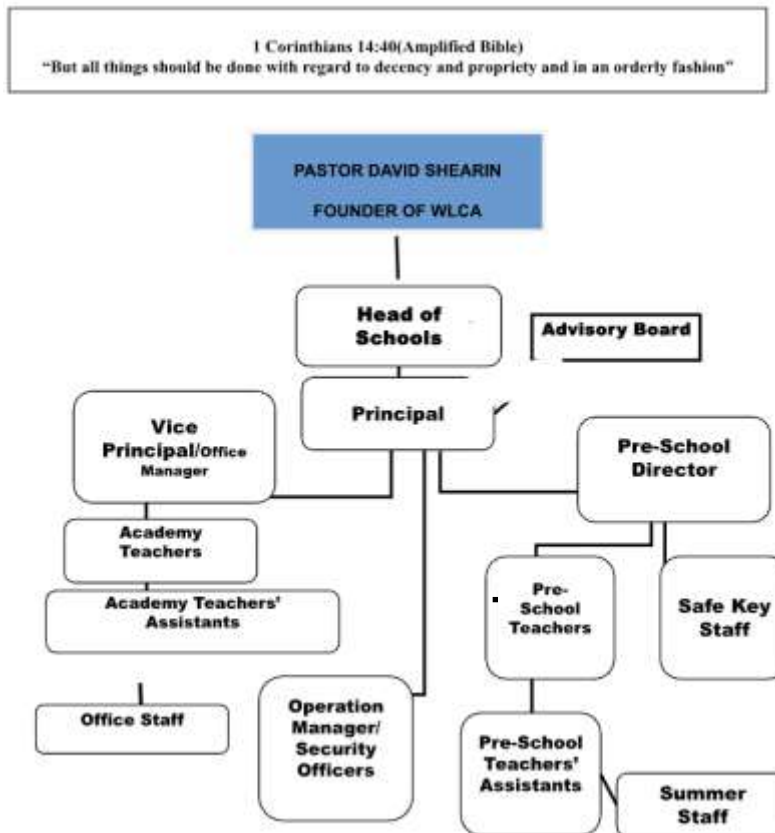 1 Corinthians 14:40(Amplified Bible)
“But all things should be done with regard to decency and propriety and in an orderly fashion”
PASTOR DAVID SHEARIN
FOUNDER OF WLCA
Head of
Schools
Advisory Board
Principal
Vice
Principal/Office
Manager
Pre-School
Director
Academy
Teachers
Academy Teachers’
Assistants
Office Staff
Operation
Manager/
Security
Officers
Pre-
School
Teachers
Safe Key
Staff
Pre-School
Teachers’
Assistants
Summer
Staff